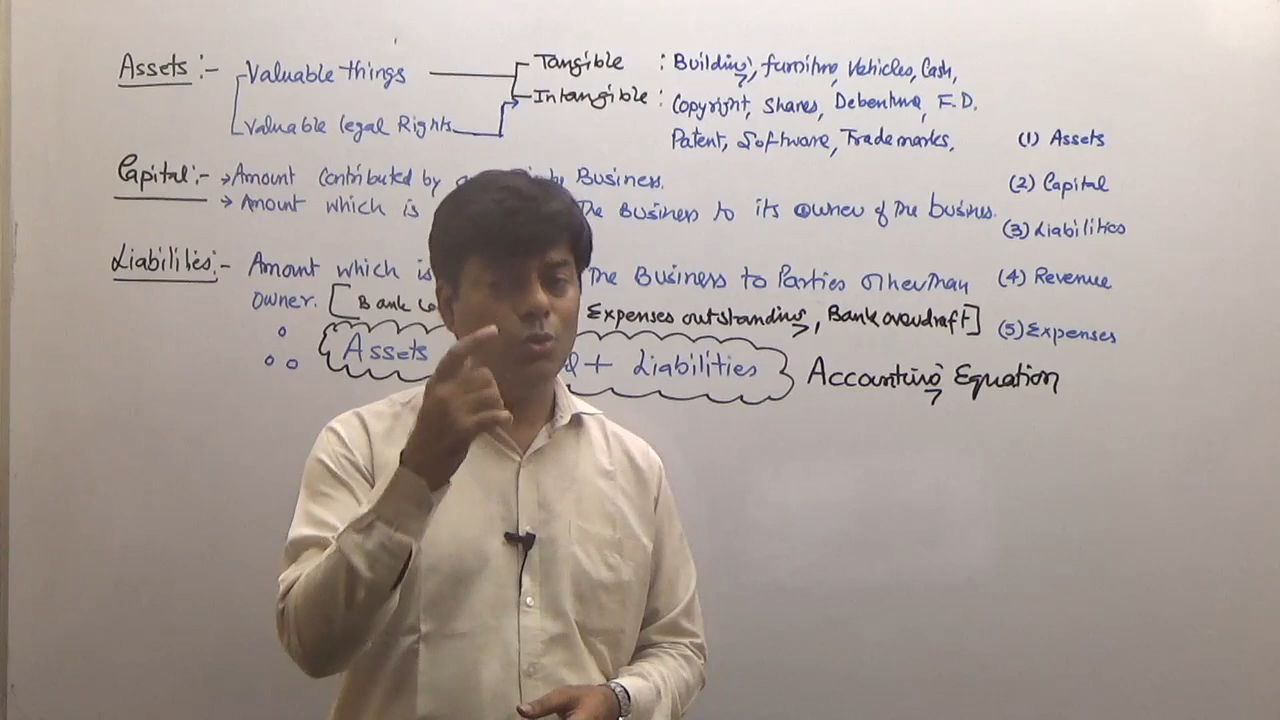 Assets :- Valuable things Tangible : Building, furniture, Vehicles, Cash,
Intangible : Copyright, Shares, Debenture, F.D.
Valuable legal Rights
Patent, Software, Trademarks,
(1) Assets
Capital :- → Amount contributed by Business.
(2) Capital
→ Amount which is The Business to its owner of The busines.
(3) Liabilities
Liabilities :- Amount which is The Business to Parties other than
(4) Revenue
owner. [Bank Expenses outstanding, Bank overdraft]
(5) Expenses
Assets + Liabilities Accounting Equation